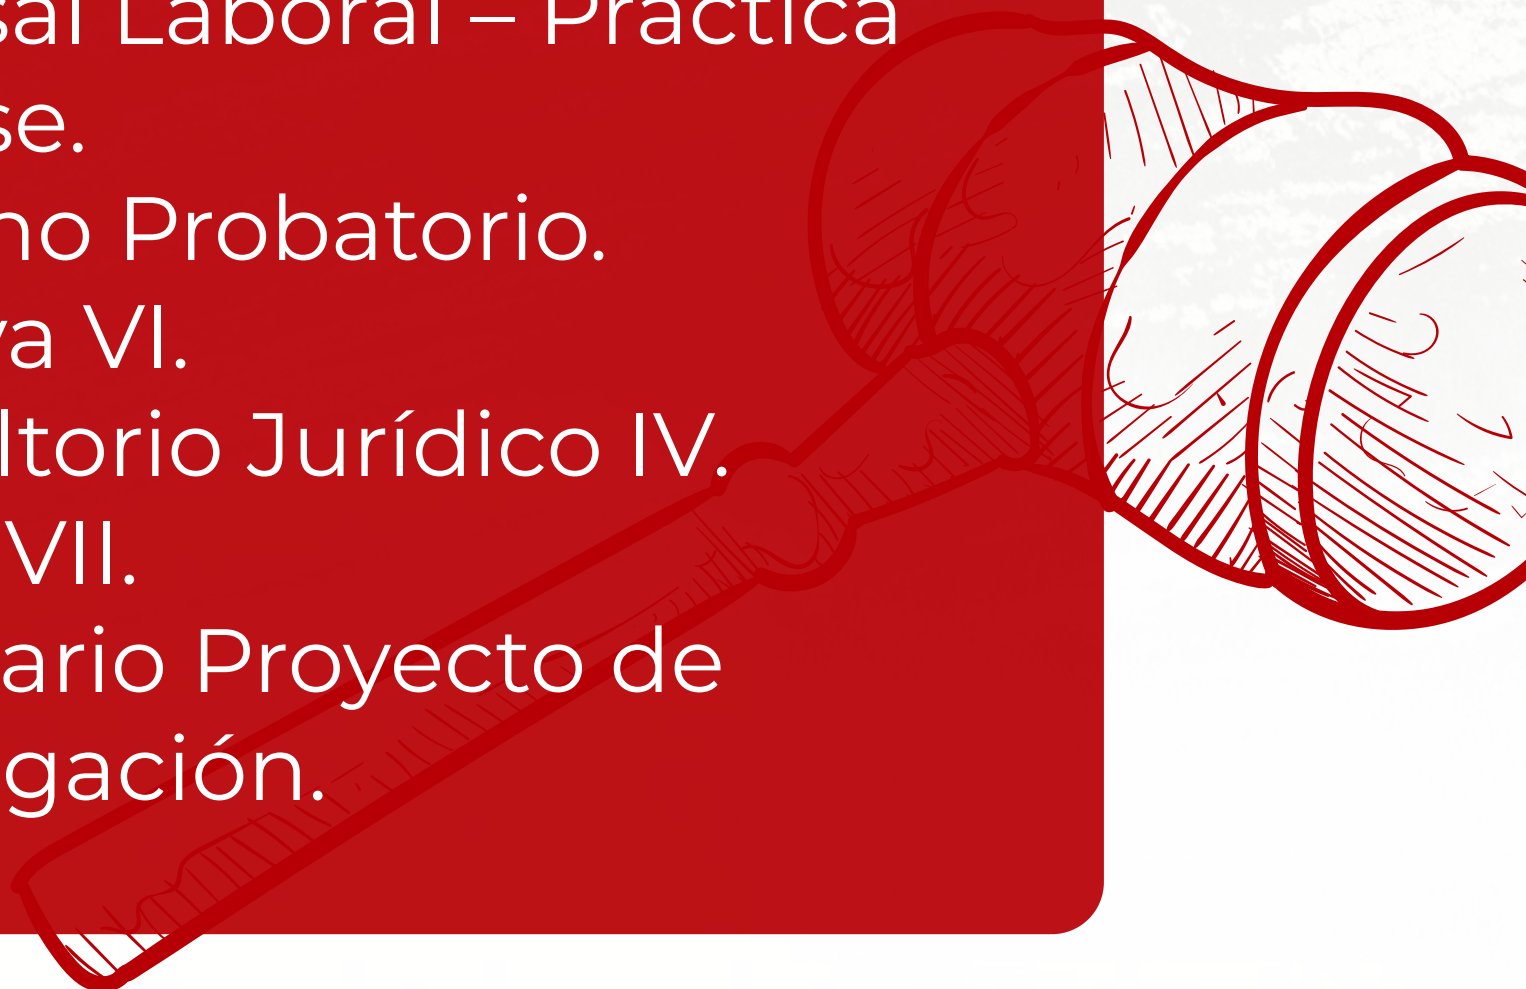 sal Laboral – Práctica
se.
no Probatorio.
va VI.
ltorio Jurídico IV.
VII.
ario Proyecto de
gación.